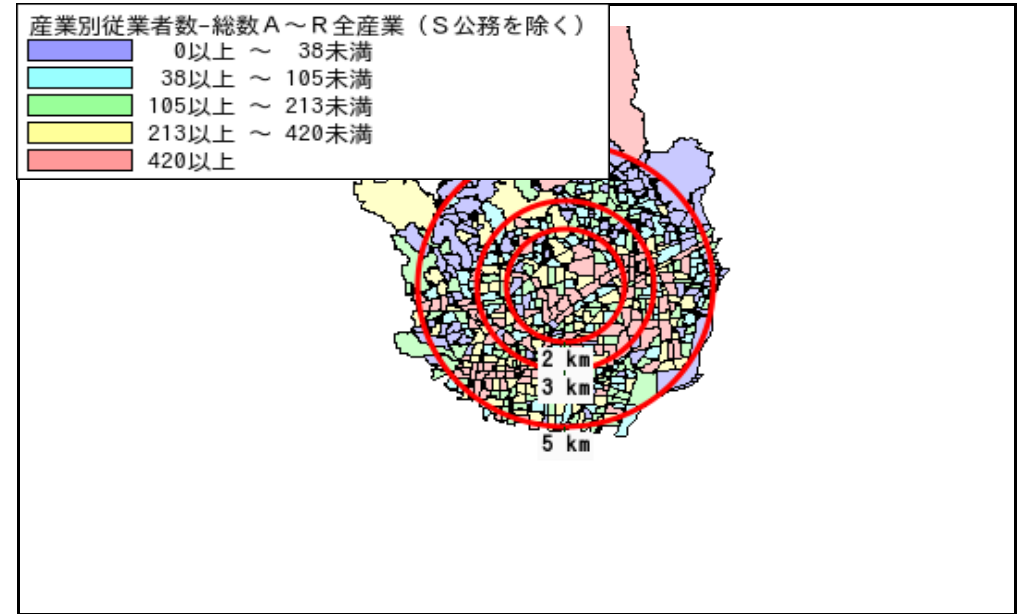 産業別従業者数-総数A～R全産業（S公務を除く）
0以上 ～ 38未満
38以上 ～ 105未満
105以上 ～ 213未満
213以上 ～ 420未満
420以上
2 km
3 km
5 km